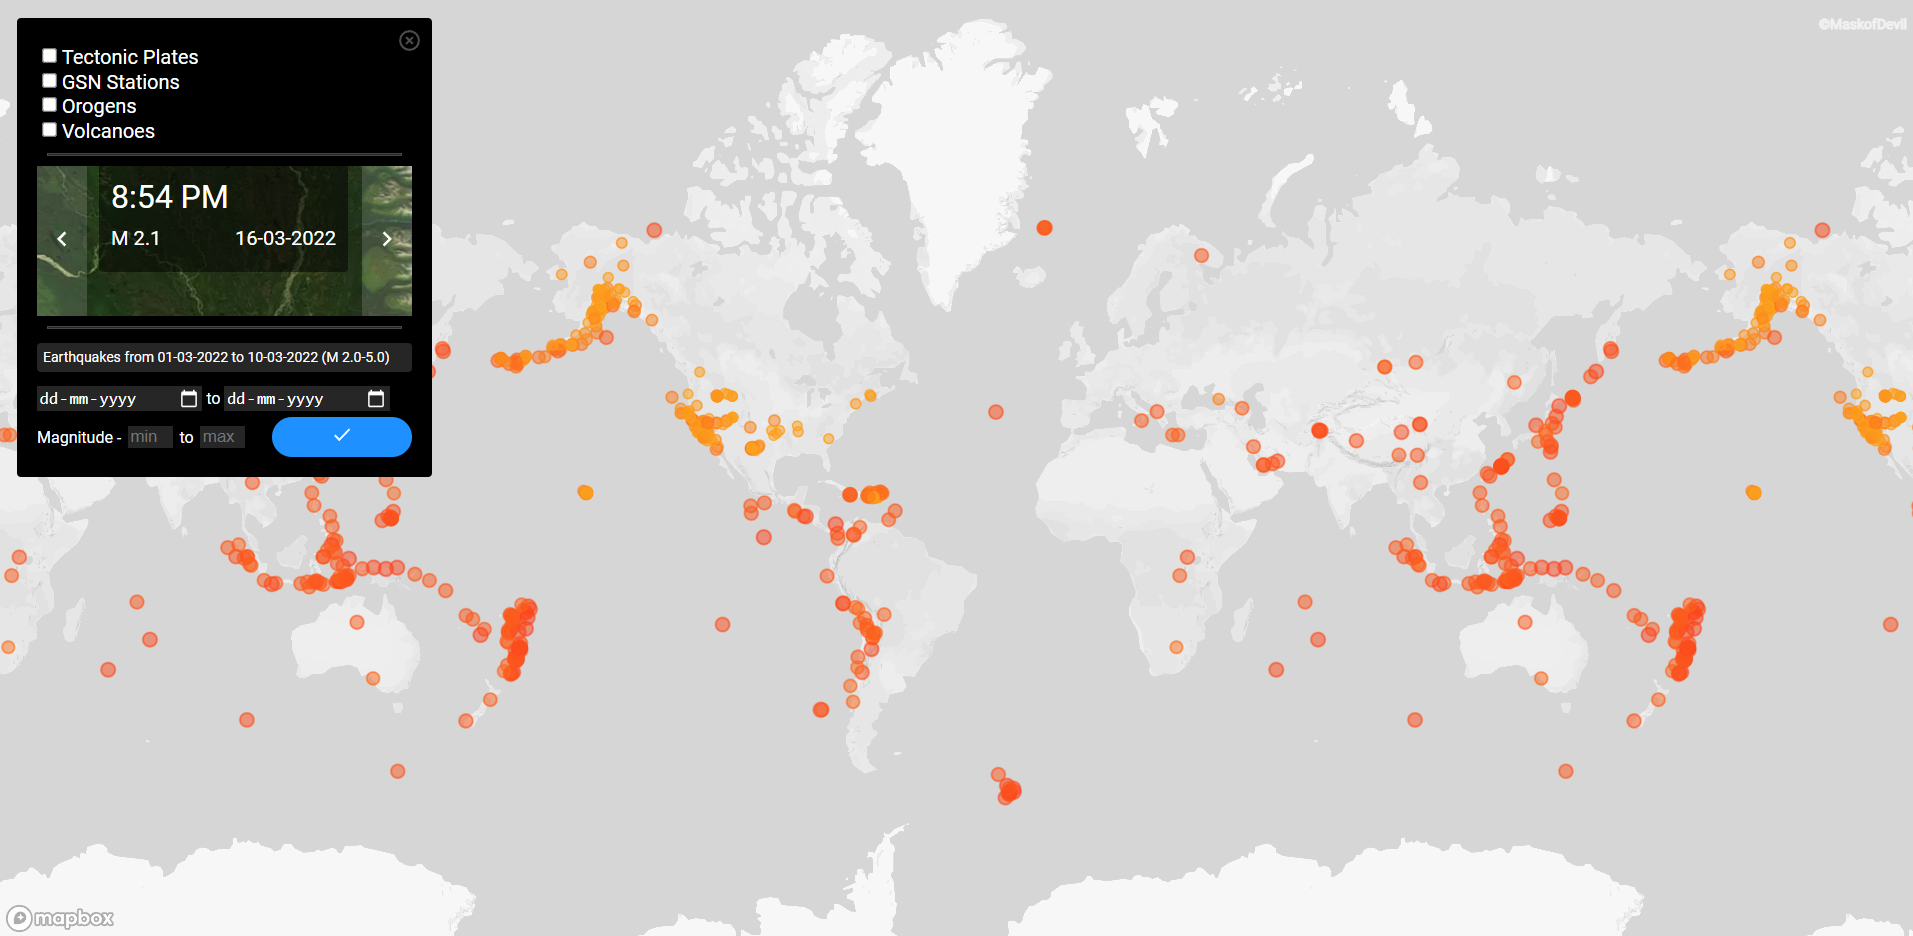 ©MaskofDevil
Tectonic Plates
GSN Stations
Orogens
Volcanoes
8:54 PM
M 2.1 16-03-2022
Earthquakes from 01-03-2022 to 10-03-2022 (M 2.0-5.0)
dd-mm-yyyy to dd-mm-yyyy
Magnitude - min to max
mapbox